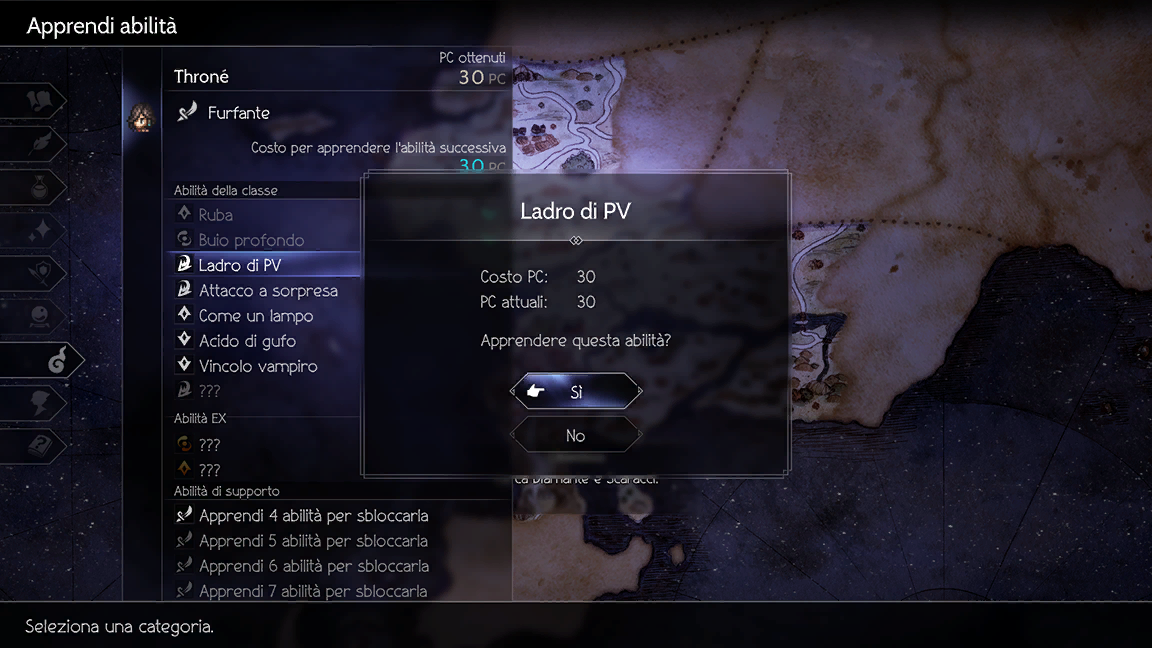 Apprendi abilità
PC ottenuti
Throné
30 PC
Furfante
Costo per apprendere l'abilità successiva
30 PC
Abilità della classe
Ruba
Buio profondo
Ladro di PV
Attacco a sorpresa
Come un lampo
Acido di gufo
Vincolo vampiro
???
Abilità EX
???
???
Abilità di supporto
Apprendi 4 abilità per sbloccarla
Apprendi 5 abilità per sbloccarla
Apprendi 6 abilità per sbloccarla
Apprendi 7 abilità per sbloccarla
Ladro di PV
Costo PC: 30
PC attuali: 30
Apprendere questa abilità?
Sì
No
Seleziona una categoria.